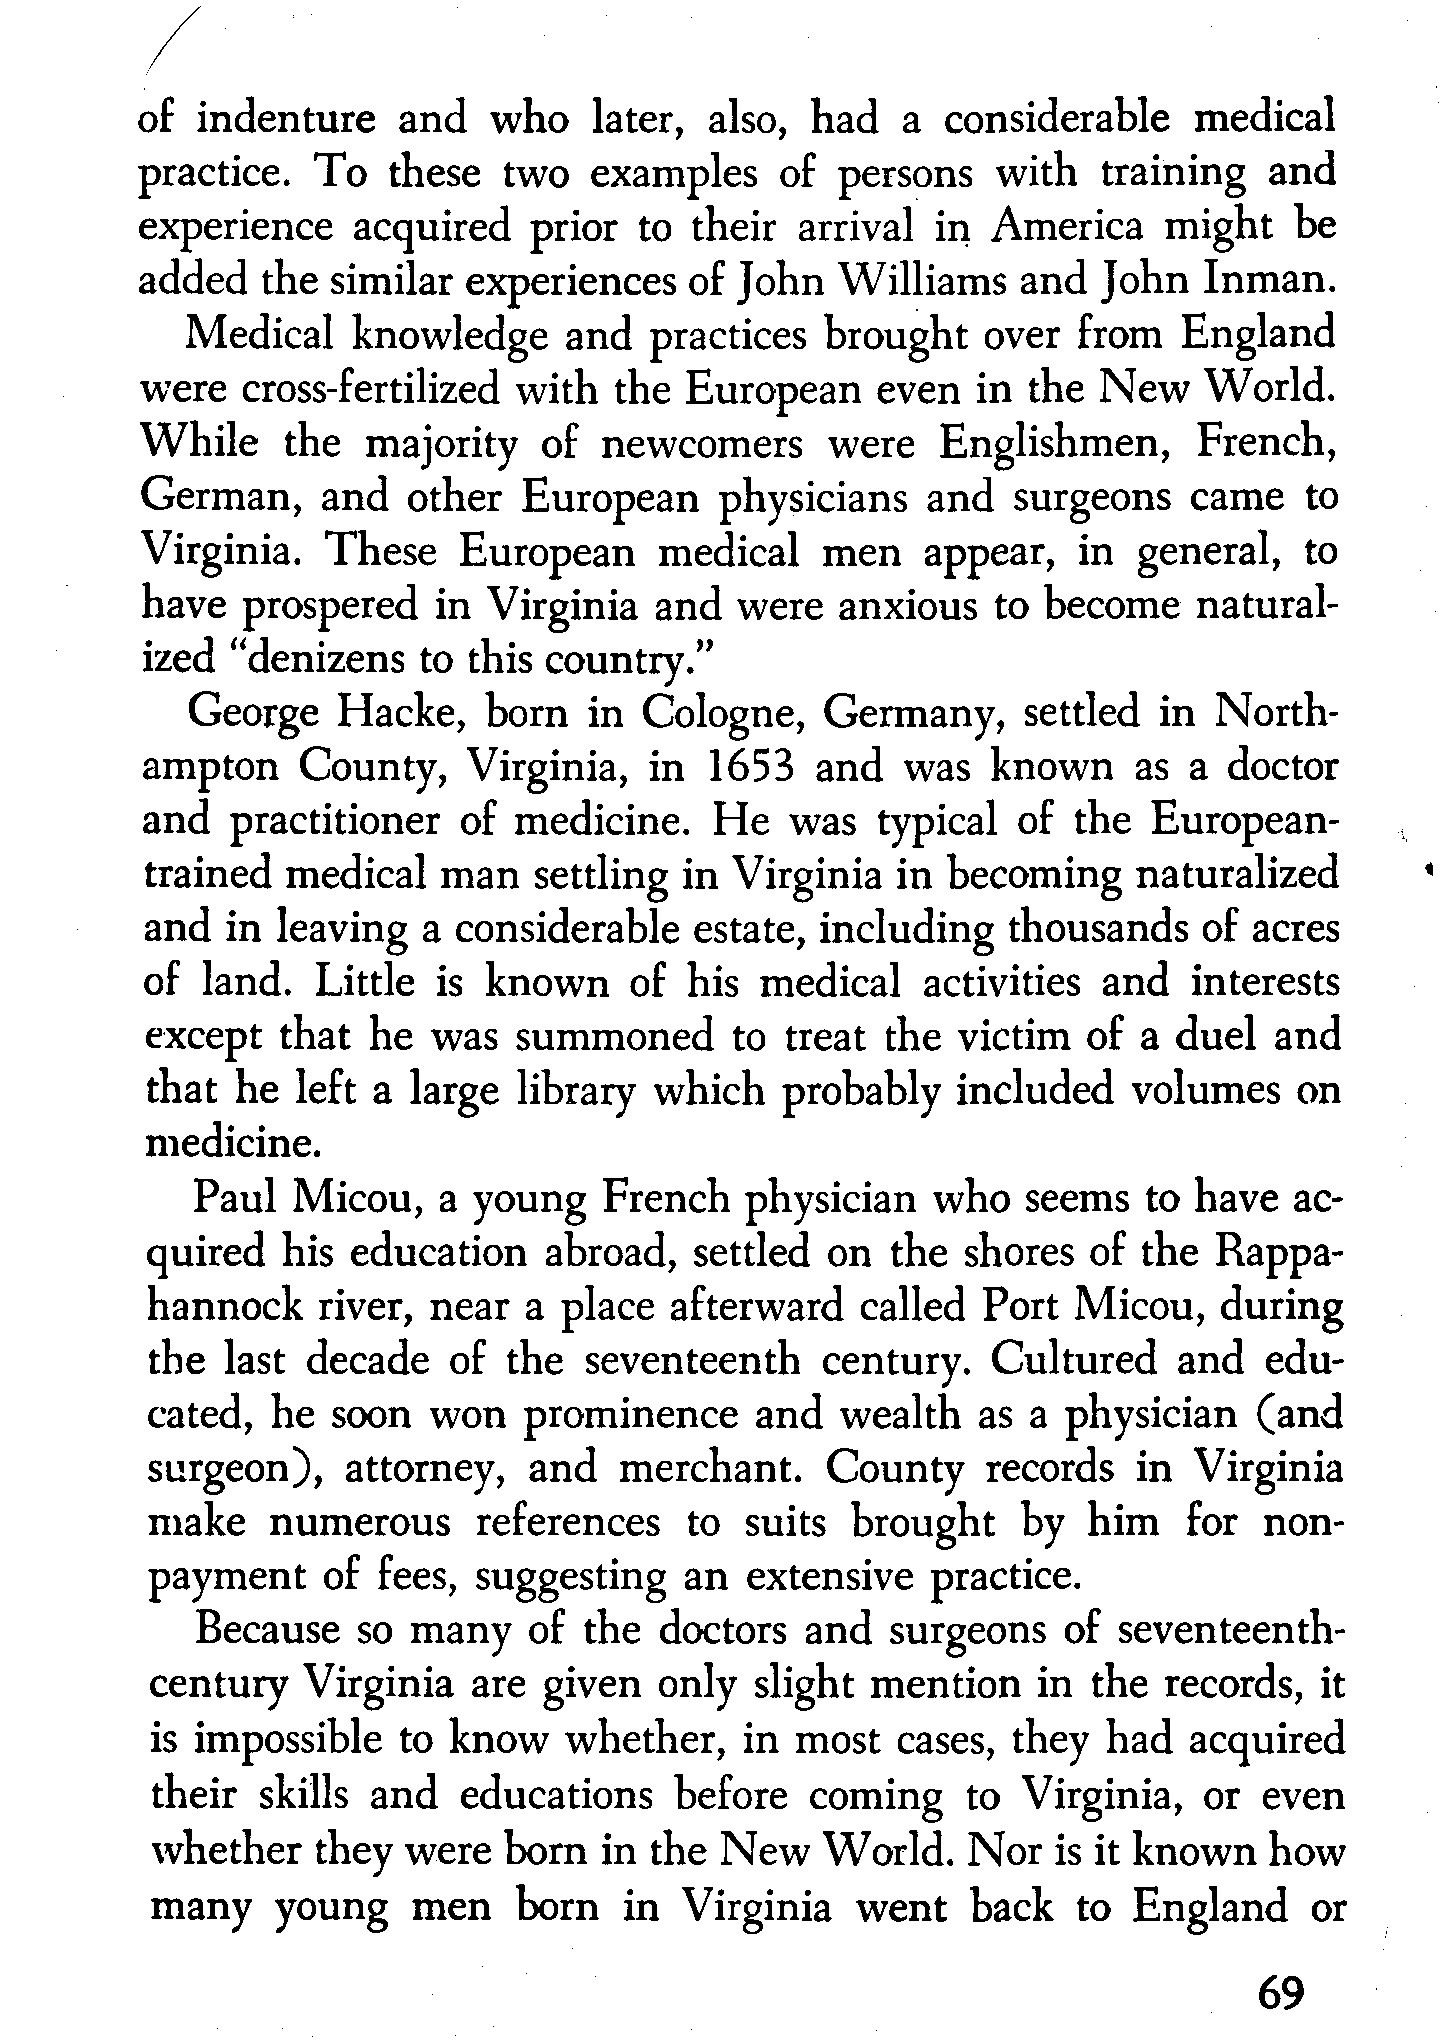 of indenture and who later, also, had a considerable medical
practice. To these two examples of persons with training and
experience acquired prior to their arrival in America might be
added the similar experiences of John Williams and John Inman.
Medical knowledge and practices brought over from England
were cross-fertilized with the European even in the New World.
While the majority of newcomers were Englishmen, French,
German, and other European physicians and surgeons came to
Virginia. These European medical men appear, in general, to
have prospered in Virginia and were anxious to become natural-
ized "denizens to this country."
George Hacke, born in Cologne, Germany, settled in North-
ampton County, Virginia, in 1653 and was known as a doctor
and practitioner of medicine. He was typical of the European-
trained medical man settling in Virginia in becoming naturalized
and in leaving a considerable estate, including thousands of acres
of land. Little is known of his medical activities and interests
except that he was summoned to treat the victim of a duel and
that he left a large library which probably included volumes on
medicine.
Paul Micou, a young French physician who seems to have ac-
quired his education abroad, settled on the shores of the Rappa-
hannock river, near a place afterward called Port Micou, during
the last decade of the seventeenth century. Cultured and edu-
cated, he soon won prominence and wealth as a physician (and
surgeon), attorney, and merchant. County records in Virginia
make numerous references to suits brought by him for non-
payment of fees, suggesting an extensive practice.
Because so many of the doctors and surgeons of seventeenth-
century Virginia are given only slight mention in the records, it
is impossible to know whether, in most cases, they had acquired
their skills and educations before coming to Virginia, or even
whether they were born in the New World. Nor is it known how
many young men born in Virginia went back to England or
69